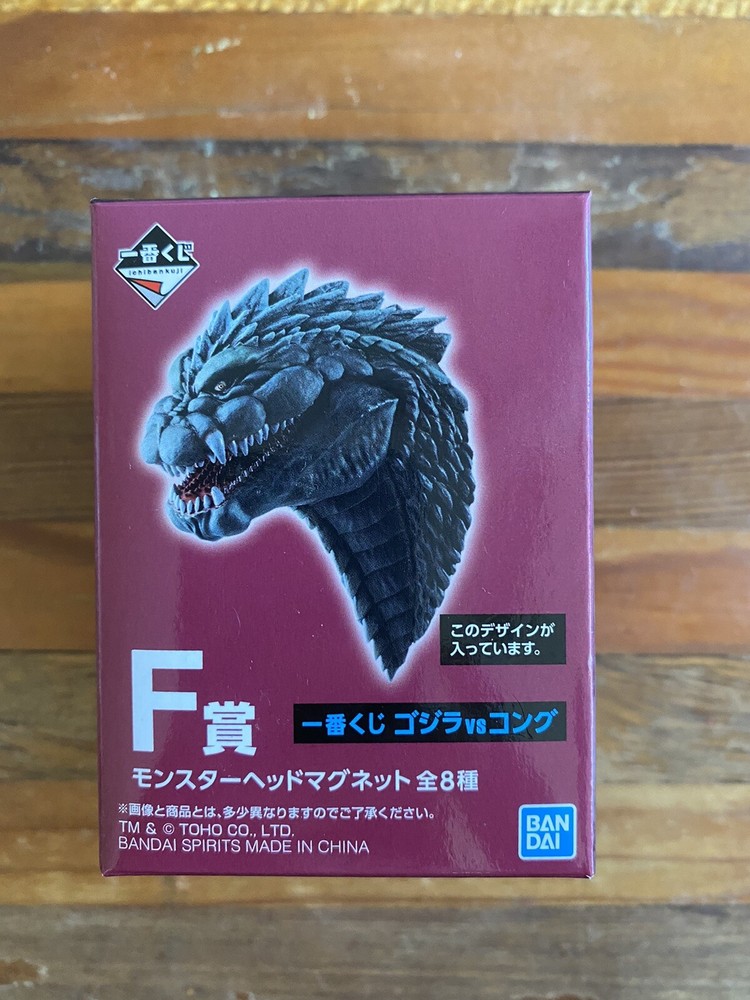 一番くじ
ichibankuji
このデザインが
入っています。
F賞
一番くじ ゴジラvsコング
モンスターヘッドマグネット 全8種
※画像と商品とは、多少異なりますのでご了承ください。
TM & © TOHO CO., LTD.
BANDAI SPIRITS MADE IN CHINA
BAN
DAI